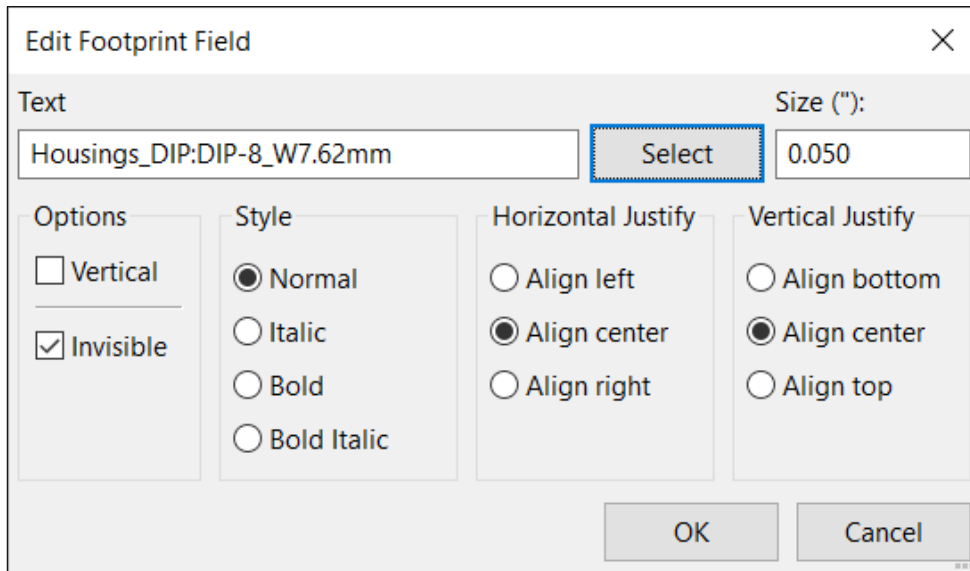 Edit Footprint Field
Text
Size ("):
Housings_DIP:DIP-8_W7.62mm
Select
0.050
Options
Style
Horizontal Justify
Vertical Justify
Vertical
Normal
Align left
Align bottom
Invisible
Italic
Align center
Align center
Bold
Align right
Align top
Bold Italic
OK
Cancel